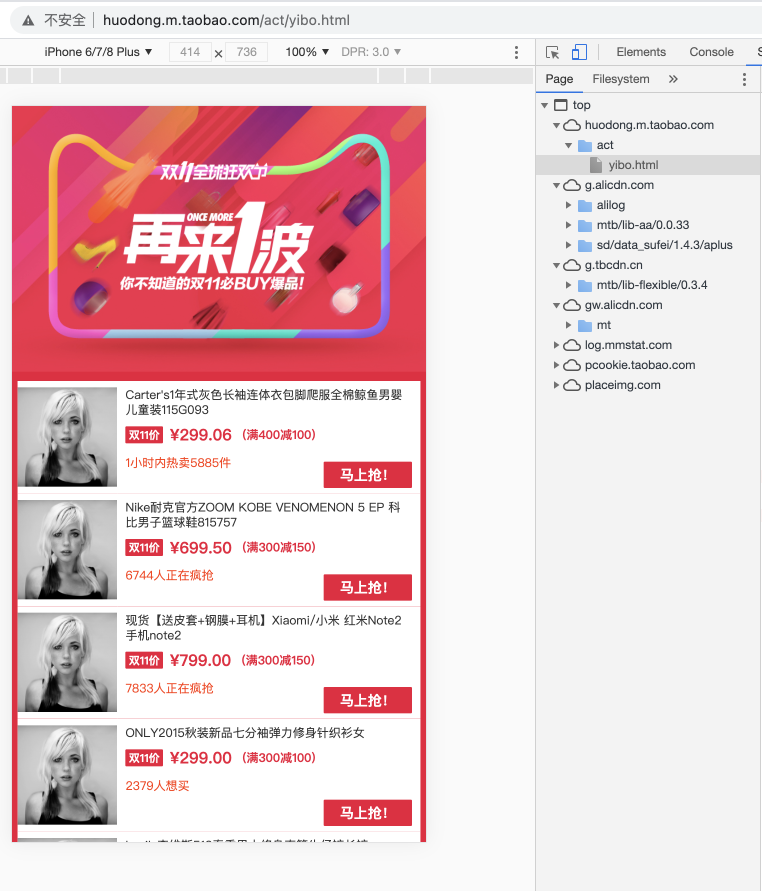 不安全 huodong.m.taobao.com/act/yibo.html
iPhone 6/7/8 Plus ▼ 414 × 736 100% ▼ DPR: 3.0 ▼
Elements Console
Page Filesystem »
top
huodong.m.taobao.com
act
yibo.html
g.alicdn.com
alilog
mtb/lib-aa/0.0.33
sd/data_sufei/1.4.3/aplus
g.tbcdn.cn
mtb/lib-flexible/0.3.4
gw.alicdn.com
mt
log.mmstat.com
pcookie.taobao.com
placeimg.com
双11全球狂欢节
ONCE MORE
再来1波
你不知道的双11必BUY爆品!
Carter's1年式灰色长袖连体衣包脚爬服全棉鲸鱼男婴
儿童装115G093
双11价 ¥299.06 (满400减100)
1小时内热卖5885件
马上抢!
Nike耐克官方ZOOM KOBE VENOMENON 5 EP 科
比男子篮球鞋815757
双11价 ¥699.50 (满300减150)
6744人正在疯抢
马上抢!
现货【送皮套+钢膜+耳机】Xiaomi/小米 红米Note2
手机note2
双11价 ¥799.00 (满300减150)
7833人正在疯抢
马上抢!
ONLY2015秋装新品七分袖弹力修身针织衫女
双11价 ¥299.00 (满300减100)
2379人想买
马上抢!